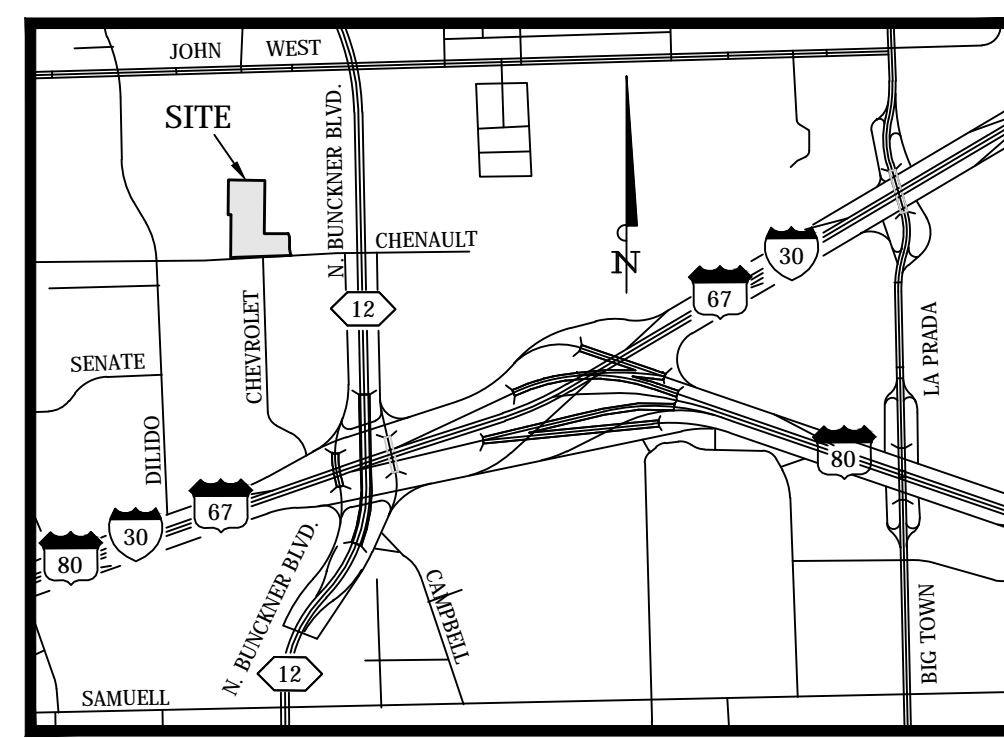 JOHN WEST
SITE
N. BUNCKNER BLVD.
CHENAULT
N
30
67
12
CHEVROLET
SENATE
LA PRADA
DILIDO
80
67
30
80
N. BUNCKNER BLVD.
CAMPBELL
BIG TOWN
12
SAMUELL